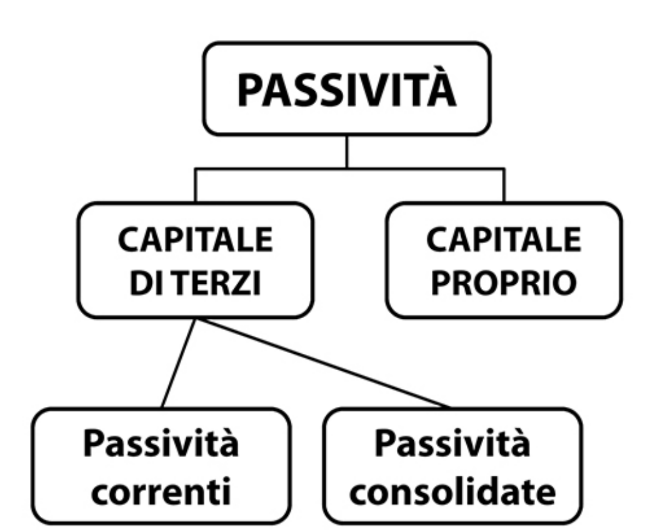 PASSIVITÀ
CAPITALE
DI TERZI
CAPITALE
PROPRIO
Passività
correnti
Passività
consolidate